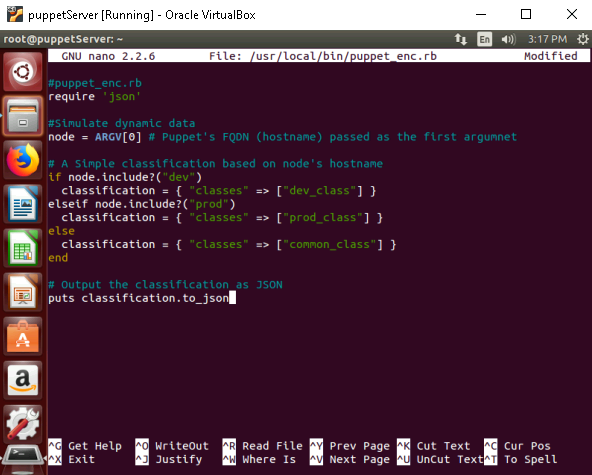 puppetServer [Running] - Oracle VirtualBox
root@puppetServer: ~
En
3:17 PM
GNU nano 2.2.6 File: /usr/local/bin/puppet_enc.rb Modified
#puppet_enc.rb
require 'json'
#Simulate dynamic data
node = ARGV[0] # Puppet's FQDN (hostname) passed as the first argumnet
# A Simple classification based on node's hostname
if node.include?("dev")
  classification = { "classes" => ["dev_class"] }
elseif node.include?("prod")
  classification = { "classes" => ["prod_class"] }
else
  classification = { "classes" => ["common_class"] }
end
# Output the classification as JSON
puts classification.to_json
^G Get Help ^O WriteOut ^R Read File ^Y Prev Page ^K Cut Text ^C Cur Pos
^X Exit ^J Justify ^W Where Is ^V Next Page ^U UnCut Text ^T To Spell